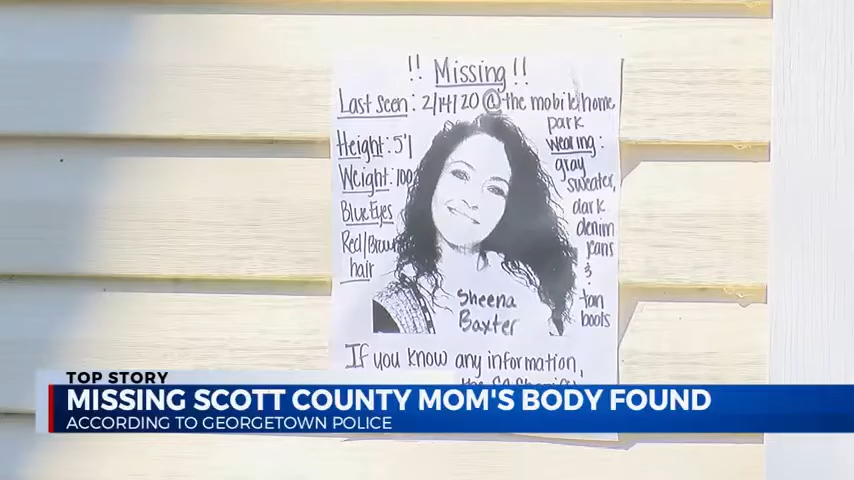 !! Missing !!
Last seen: 2/14/20 @ the mobile home
park
Height: 5'1
Weight: 100
Blue Eyes
Red/Brown
hair
wearing:
gray
sweater,
dark
denim
jeans
&
tan
boots
Sheena
Baxter
If you know any information,
TOP STORY
MISSING SCOTT COUNTY MOM'S BODY FOUND
ACCORDING TO GEORGETOWN POLICE